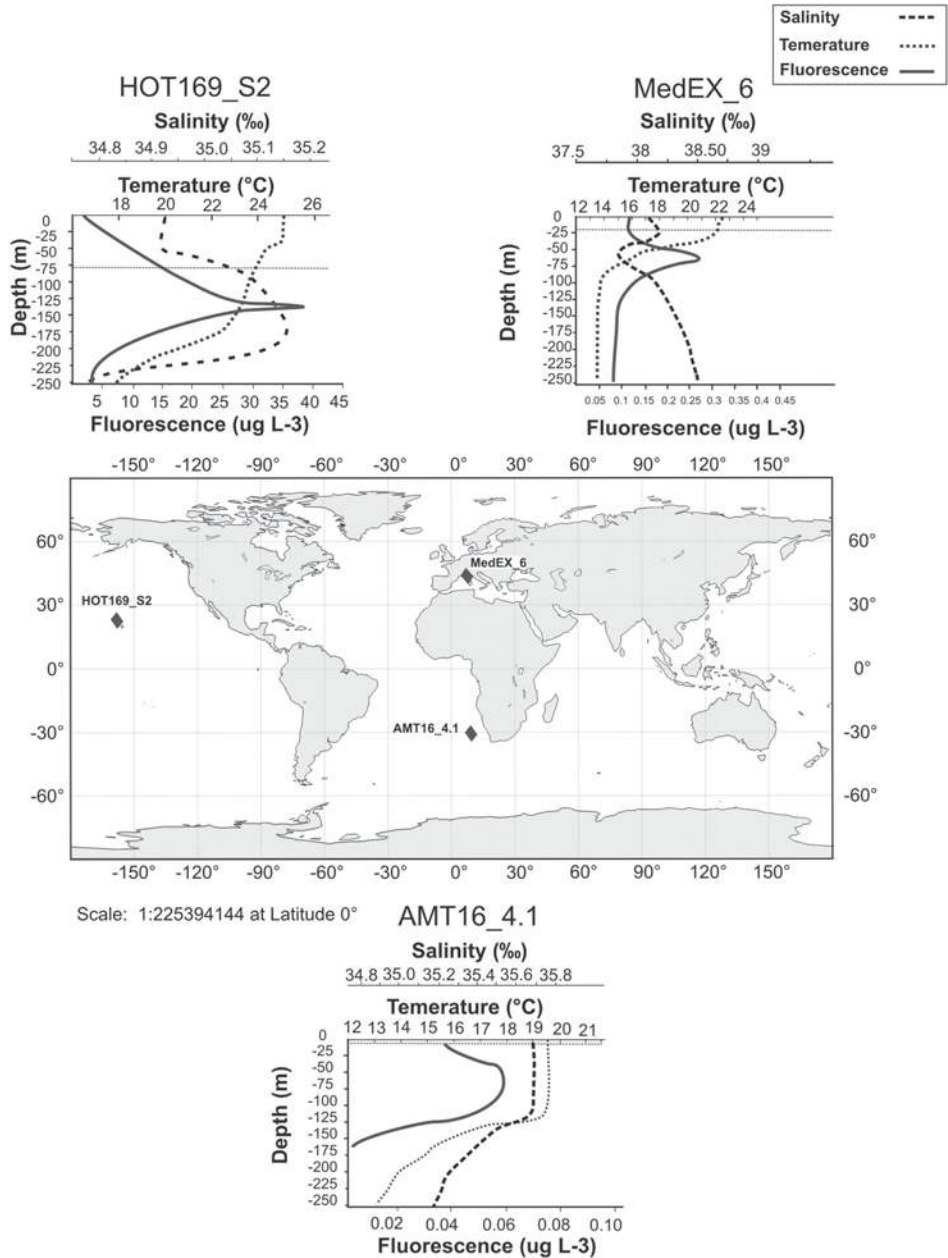 Salinity
Temerature
Fluorescence
HOT169_S2
Salinity (‰)
34.8 34.92 35.0 35.1 35.2
Temerature (°C)
18 20 22 24 26
Depth (m)
0
-25
-50
-75
-100
-125
-150
-175
-200
-225
-250
5 10 15 20 25 30 35 40 45
Fluorescence (ug L-3)
MedEX_6
Salinity (‰)
37.5 38 38.50 39
Temerature (°C)
12 14 16 18 20 22 24
Depth (m)
0
-25
-50
-75
-100
-125
-150
-175
-200
-225
-250
0.05 0.1 0.15 0.2 0.25 0.3 0.35 0.4 0.45
Fluorescence (ug L-3)
-150° -120° -90° -60° -30° 0° 30° 60° 90° 120° 150°
60° 60°
MedEX_6
30° 30°
HOT169_S2
0° 0°
AMT16_4.1
-30° -30°
-60° -60°
-150° -120° -90° -60° -30° 0° 30° 60° 90° 120° 150°
Scale: 1:225394144 at Latitude 0°
AMT16_4.1
Salinity (‰)
34.8 35.0 35.2 35.4 35.6 35.8
Temerature (°C)
12 13 14 15 16 17 18 19 20 21
Depth (m)
0
-25
-50
-75
-100
-125
-150
-175
-200
-225
-250
0.02 0.04 0.06 0.08 0.10
Fluorescence (ug L-3)